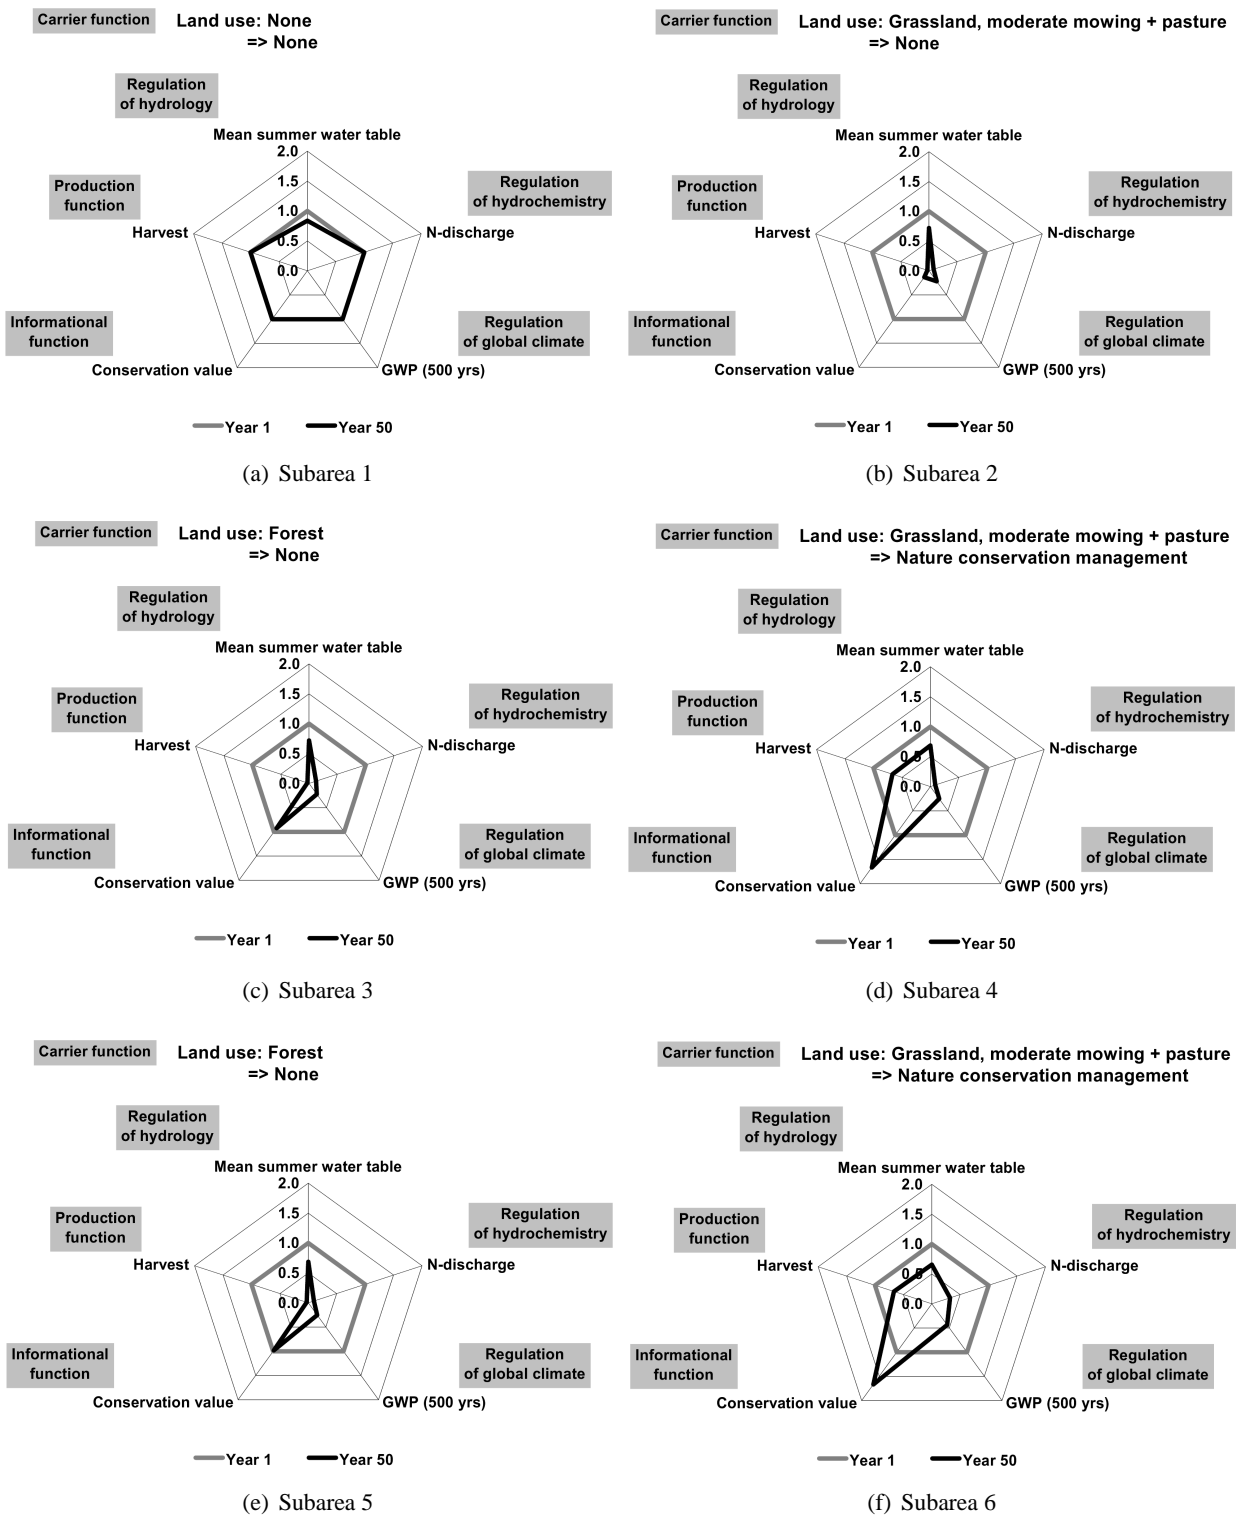 Carrier function
Land use: None
=> None
Regulation
of hydrology
Mean summer water table
2.0
1.5
1.0
0.5
0.0
Production
function
Harvest
Regulation
of hydrochemistry
N-discharge
Informational
function
Conservation value
Regulation
of global climate
GWP (500 yrs)
Year 1
Year 50
(a) Subarea 1
Carrier function
Land use: Grassland, moderate mowing + pasture
=> None
Regulation
of hydrology
Mean summer water table
2.0
1.5
1.0
0.5
0.0
Production
function
Harvest
Regulation
of hydrochemistry
N-discharge
Informational
function
Conservation value
Regulation
of global climate
GWP (500 yrs)
Year 1
Year 50
(b) Subarea 2
Carrier function
Land use: Forest
=> None
Regulation
of hydrology
Mean summer water table
2.0
1.5
1.0
0.5
0.0
Production
function
Harvest
Regulation
of hydrochemistry
N-discharge
Informational
function
Conservation value
Regulation
of global climate
GWP (500 yrs)
Year 1
Year 50
(c) Subarea 3
Carrier function
Land use: Grassland, moderate mowing + pasture
=> Nature conservation management
Regulation
of hydrology
Mean summer water table
2.0
1.5
1.0
0.5
0.0
Production
function
Harvest
Regulation
of hydrochemistry
N-discharge
Informational
function
Conservation value
Regulation
of global climate
GWP (500 yrs)
Year 1
Year 50
(d) Subarea 4
Carrier function
Land use: Forest
=> None
Regulation
of hydrology
Mean summer water table
2.0
1.5
1.0
0.5
0.0
Production
function
Harvest
Regulation
of hydrochemistry
N-discharge
Informational
function
Conservation value
Regulation
of global climate
GWP (500 yrs)
Year 1
Year 50
(e) Subarea 5
Carrier function
Land use: Grassland, moderate mowing + pasture
=> Nature conservation management
Regulation
of hydrology
Mean summer water table
2.0
1.5
1.0
0.5
0.0
Production
function
Harvest
Regulation
of hydrochemistry
N-discharge
Informational
function
Conservation value
Regulation
of global climate
GWP (500 yrs)
Year 1
Year 50
(f) Subarea 6